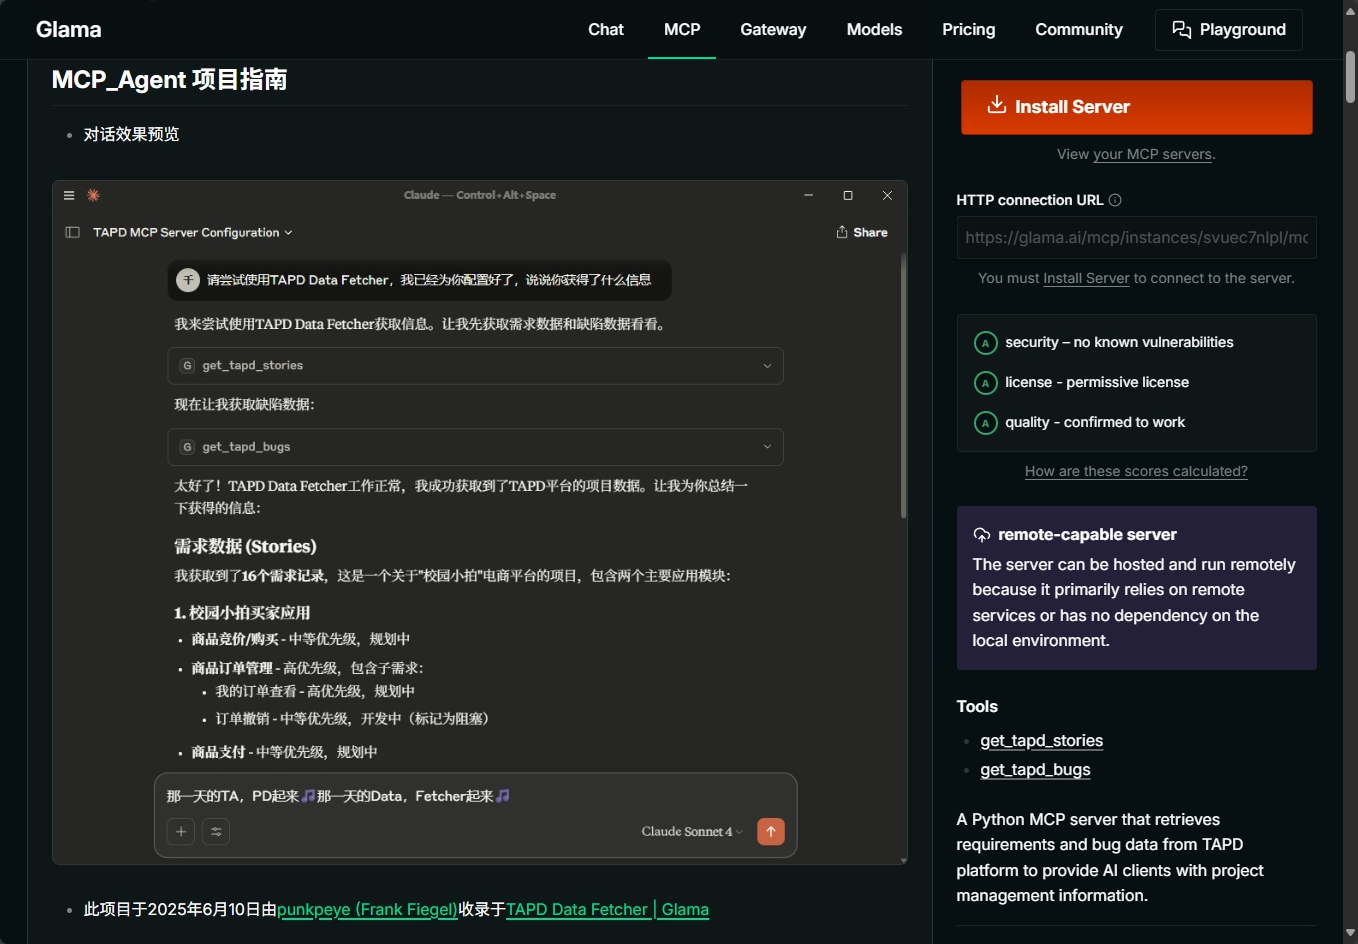 Glama
Chat
MCP
Gateway
Models
Pricing
Community
Playground
MCP_Agent 项目指南
对话效果预览
Claude — Control+Alt+Space
TAPD MCP Server Configuration
Share
千
请尝试使用TAPD Data Fetcher，我已经为你配置好了，说说你获得了什么信息
我来尝试使用TAPD Data Fetcher获取信息。让我先获取需求数据和缺陷数据看看。
G get_tapd_stories
现在让我获取缺陷数据：
G get_tapd_bugs
太好了！TAPD Data Fetcher工作正常，我成功获取到了TAPD平台的项目数据。让我为你总结一
下获得的信息：
需求数据 (Stories)
我获取到了16个需求记录，这是一个关于"校园小拍"电商平台的项目，包含两个主要应用模块：
1. 校园小拍买家应用
商品竞价/购买 - 中等优先级，规划中
商品订单管理 - 高优先级，包含子需求：
我的订单查看 - 高优先级，规划中
订单撤销 - 中等优先级，开发中（标记为阻塞）
商品支付 - 中等优先级，规划中
那一天的TA，PD起来🎵那一天的Data，Fetcher起来🎵
Claude Sonnet 4
此项目于2025年6月10日由punkpeye (Frank Fiegel)收录于TAPD Data Fetcher | Glama
Install Server
View your MCP servers.
HTTP connection URL
https://glama.ai/mcp/instances/svuec7nlpl/mc
You must Install Server to connect to the server.
A security – no known vulnerabilities
A license - permissive license
A quality - confirmed to work
How are these scores calculated?
remote-capable server
The server can be hosted and run remotely
because it primarily relies on remote
services or has no dependency on the
local environment.
Tools
get_tapd_stories
get_tapd_bugs
A Python MCP server that retrieves
requirements and bug data from TAPD
platform to provide AI clients with project
management information.